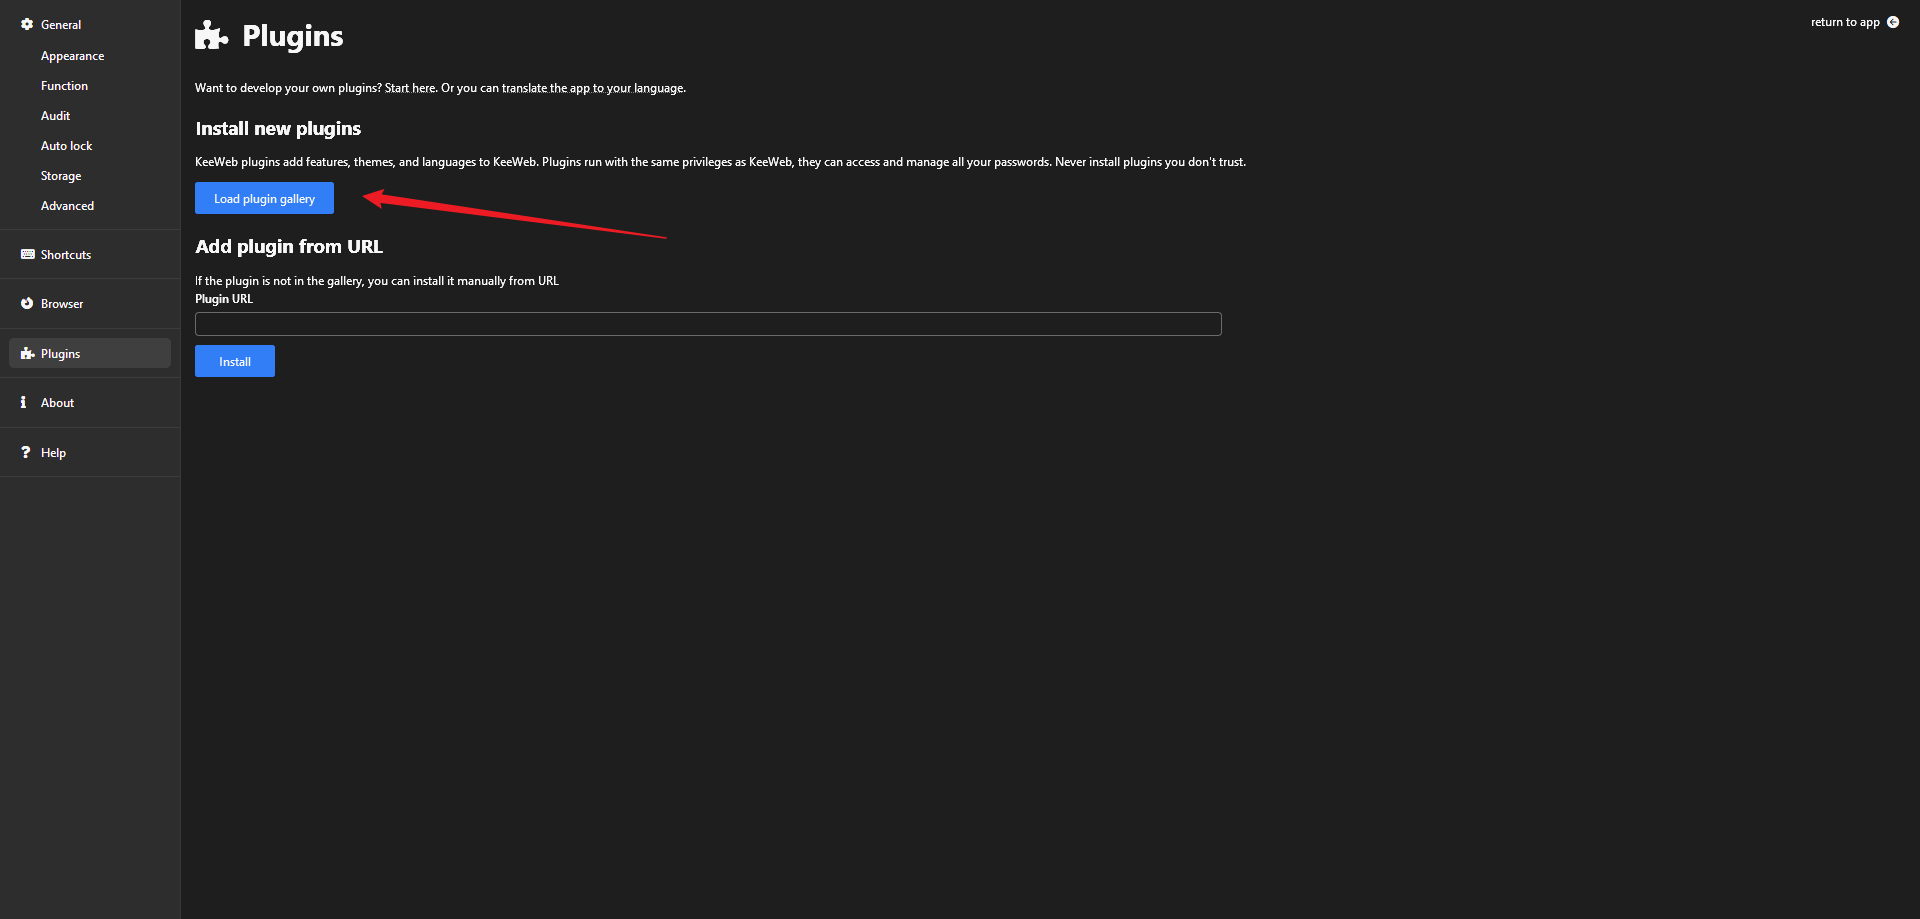 General
Appearance
Function
Audit
Auto lock
Storage
Advanced
Shortcuts
Browser
Plugins
About
Help
Plugins
return to app
Want to develop your own plugins? Start here. Or you can translate the app to your language.
Install new plugins
KeeWeb plugins add features, themes, and languages to KeeWeb. Plugins run with the same privileges as KeeWeb, they can access and manage all your passwords. Never install plugins you don't trust.
Load plugin gallery
Add plugin from URL
If the plugin is not in the gallery, you can install it manually from URL
Plugin URL
Install